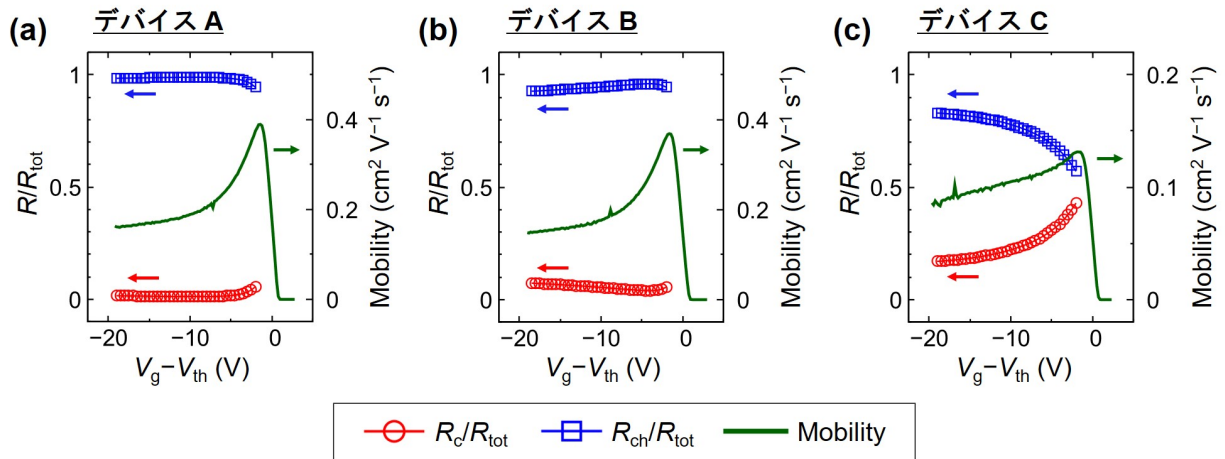 (a) デバイス A
1
0.5
0
R/Rtot
0.4
0.2
0
Mobility (cm² V⁻¹ s⁻¹)
−20 −10 0
Vg−Vth (V)
(b) デバイス B
1
0.5
0
R/Rtot
0.4
0.2
0
Mobility (cm² V⁻¹ s⁻¹)
−20 −10 0
Vg−Vth (V)
(c) デバイス C
1
0.5
0
R/Rtot
0.2
0.1
0
Mobility (cm² V⁻¹ s⁻¹)
−20 −10 0
Vg−Vth (V)
Rc/Rtot Rch/Rtot Mobility